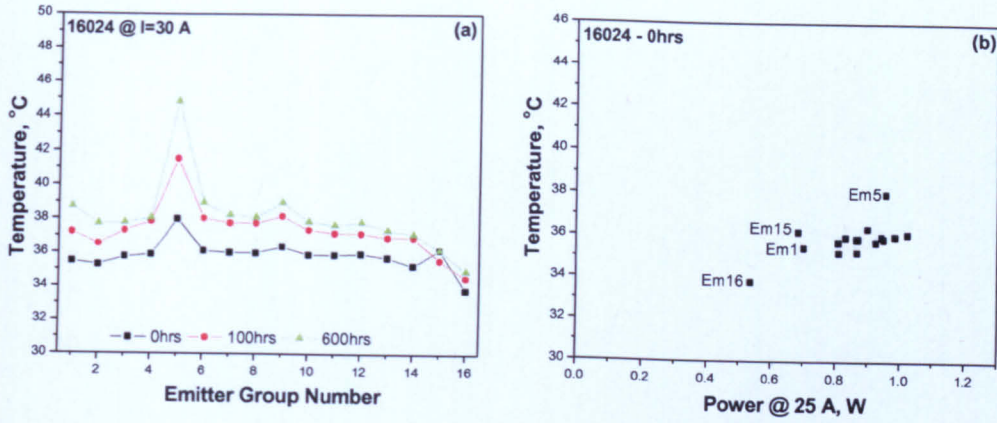 16024 @ I=30 A
(a)
Temperature, °C
50
48
46
44
42
40
38
36
34
32
30
0hrs
100hrs
600hrs
2
4
6
8
10
12
14
16
Emitter Group Number
16024 - 0hrs
(b)
Temperature, °C
46
44
42
40
38
36
34
32
30
Em5
Em15
Em1
Em16
0.0
0.2
0.4
0.6
0.8
1.0
1.2
Power @ 25 A, W